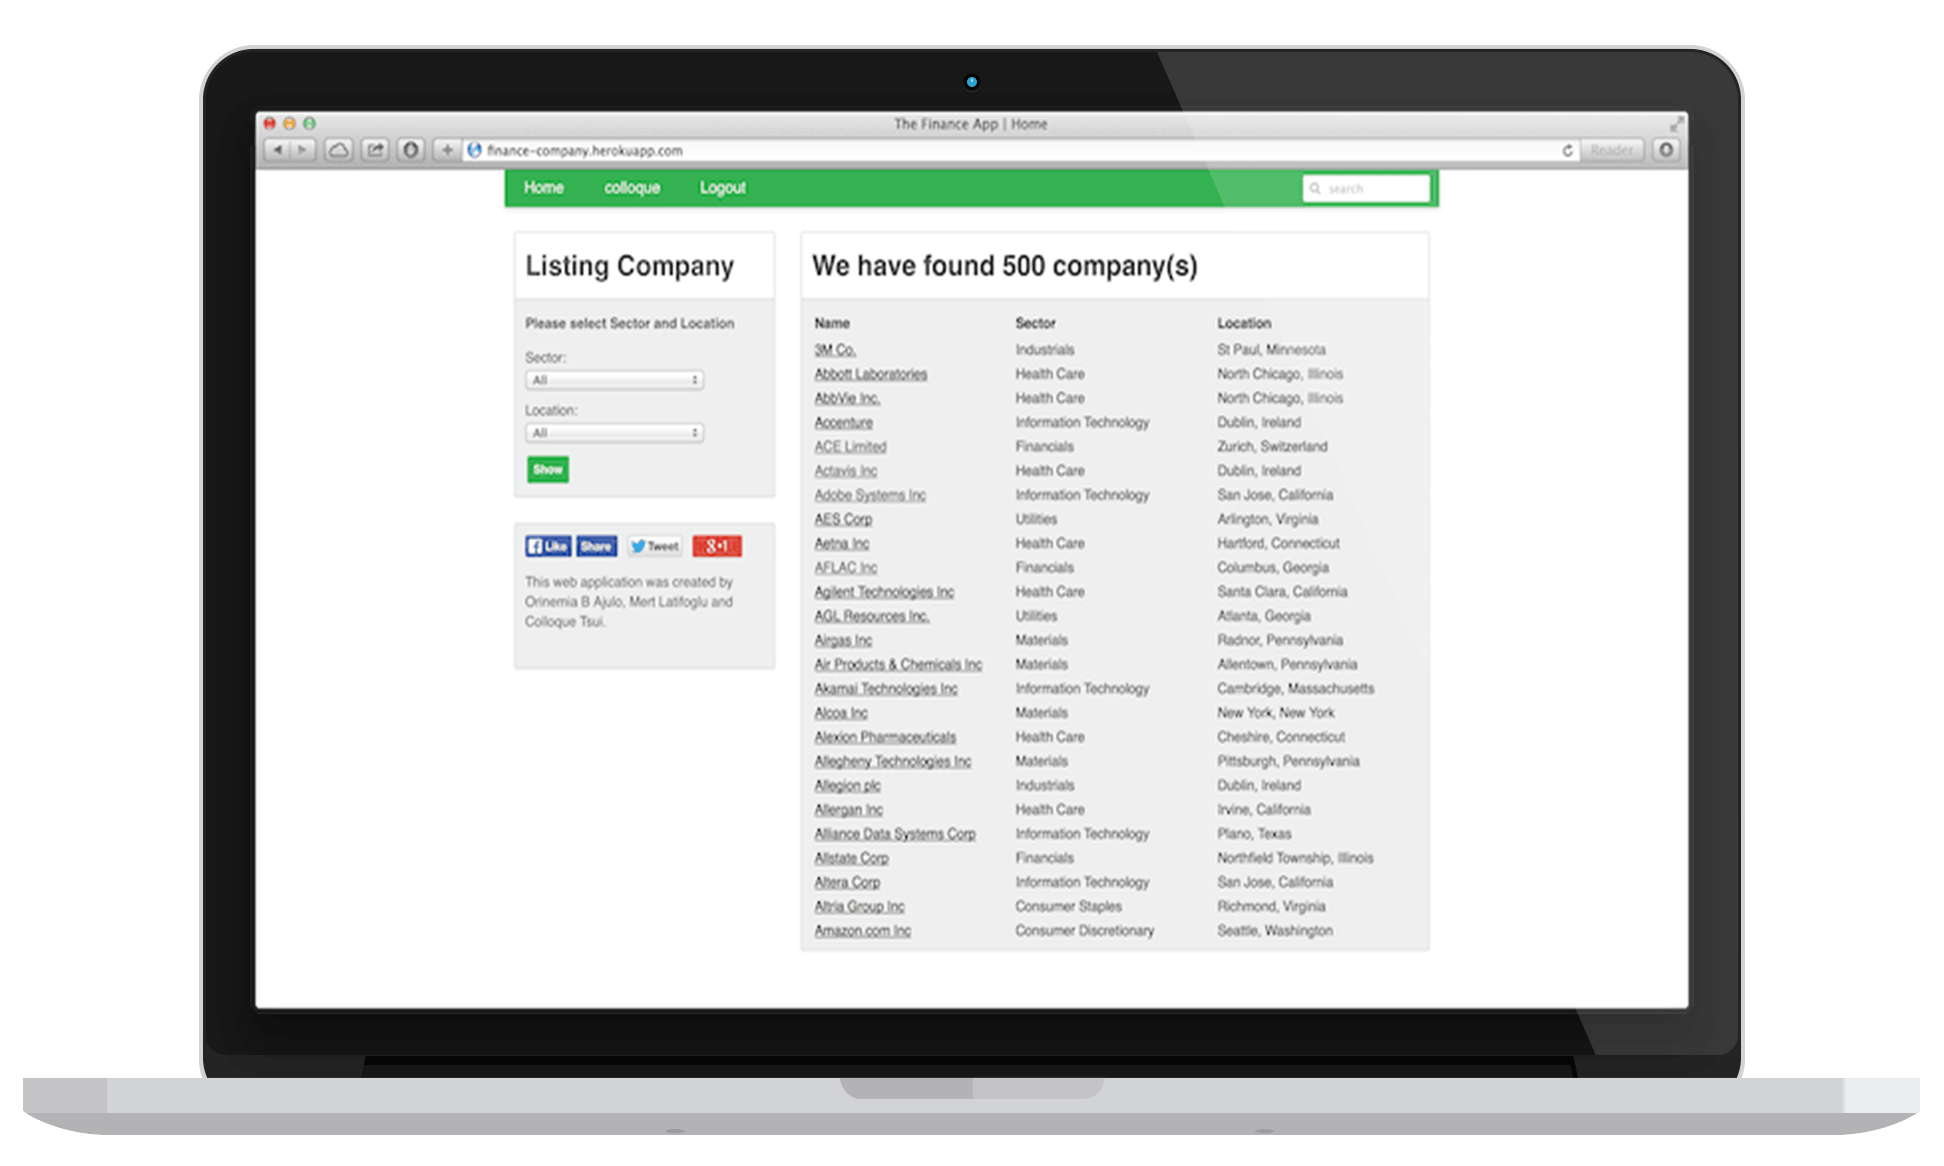 The Finance App | Home
finance-company.herokuapp.com
Reader
Home colloque Logout
search
Listing Company
Please select Sector and Location
Sector:
All
Location:
All
Show
Like Share Tweet g+1
This web application was created by
Orinemia B Ajulo, Mert Latifoglu and
Colloque Tsui.
We have found 500 company(s)
Name Sector Location
3M Co. Industrials St Paul, Minnesota
Abbott Laboratories Health Care North Chicago, Illinois
AbbVie Inc. Health Care North Chicago, Illinois
Accenture Information Technology Dublin, Ireland
ACE Limited Financials Zurich, Switzerland
Actavis Inc Health Care Dublin, Ireland
Adobe Systems Inc Information Technology San Jose, California
AES Corp Utilities Arlington, Virginia
Aetna Inc Health Care Hartford, Connecticut
AFLAC Inc Financials Columbus, Georgia
Agilent Technologies Inc Health Care Santa Clara, California
AGL Resources Inc. Utilities Atlanta, Georgia
Airgas Inc Materials Radnor, Pennsylvania
Air Products & Chemicals Inc Materials Allentown, Pennsylvania
Akamai Technologies Inc Information Technology Cambridge, Massachusetts
Alcoa Inc Materials New York, New York
Alexion Pharmaceuticals Health Care Cheshire, Connecticut
Allegheny Technologies Inc Materials Pittsburgh, Pennsylvania
Allegion plc Industrials Dublin, Ireland
Allergan Inc Health Care Irvine, California
Alliance Data Systems Corp Information Technology Plano, Texas
Allstate Corp Financials Northfield Township, Illinois
Altera Corp Information Technology San Jose, California
Altria Group Inc Consumer Staples Richmond, Virginia
Amazon.com Inc Consumer Discretionary Seattle, Washington